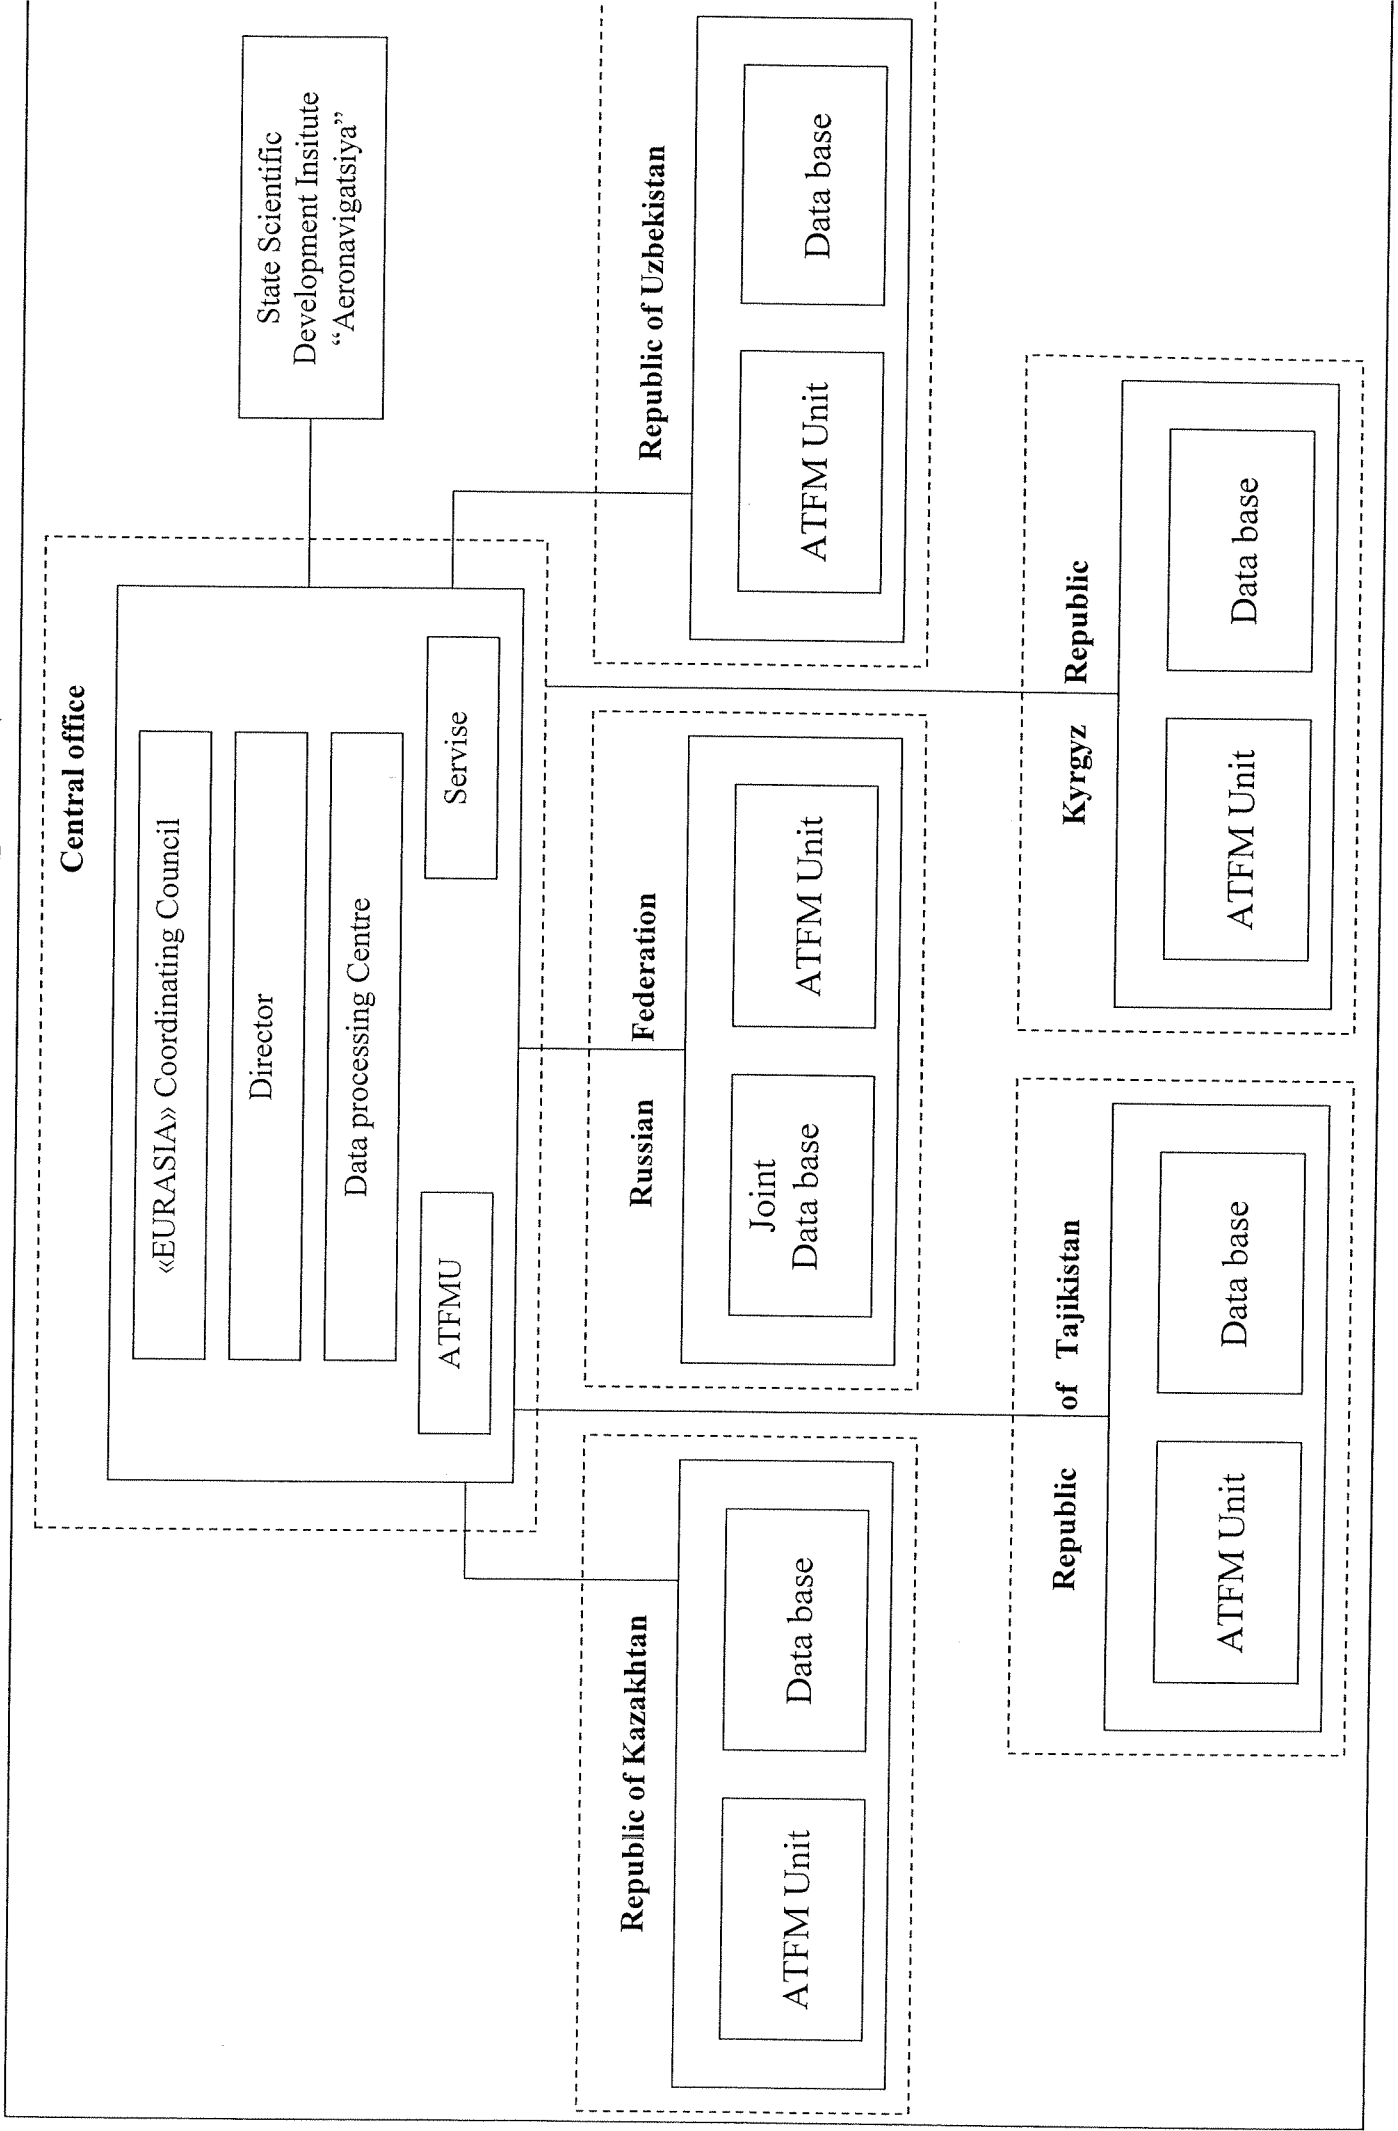 Central office
«EURASIA» Coordinating Council
Director
Data processing Centre
ATFMU
Servise
State Scientific
Development Insitute
“Aeronavigatsiya”
Republic of Kazakhtan
ATFM Unit
Data base
Russian Federation
Joint
Data base
ATFM Unit
Republic of Uzbekistan
ATFM Unit
Data base
Republic of Tajikistan
ATFM Unit
Data base
Kyrgyz Republic
ATFM Unit
Data base